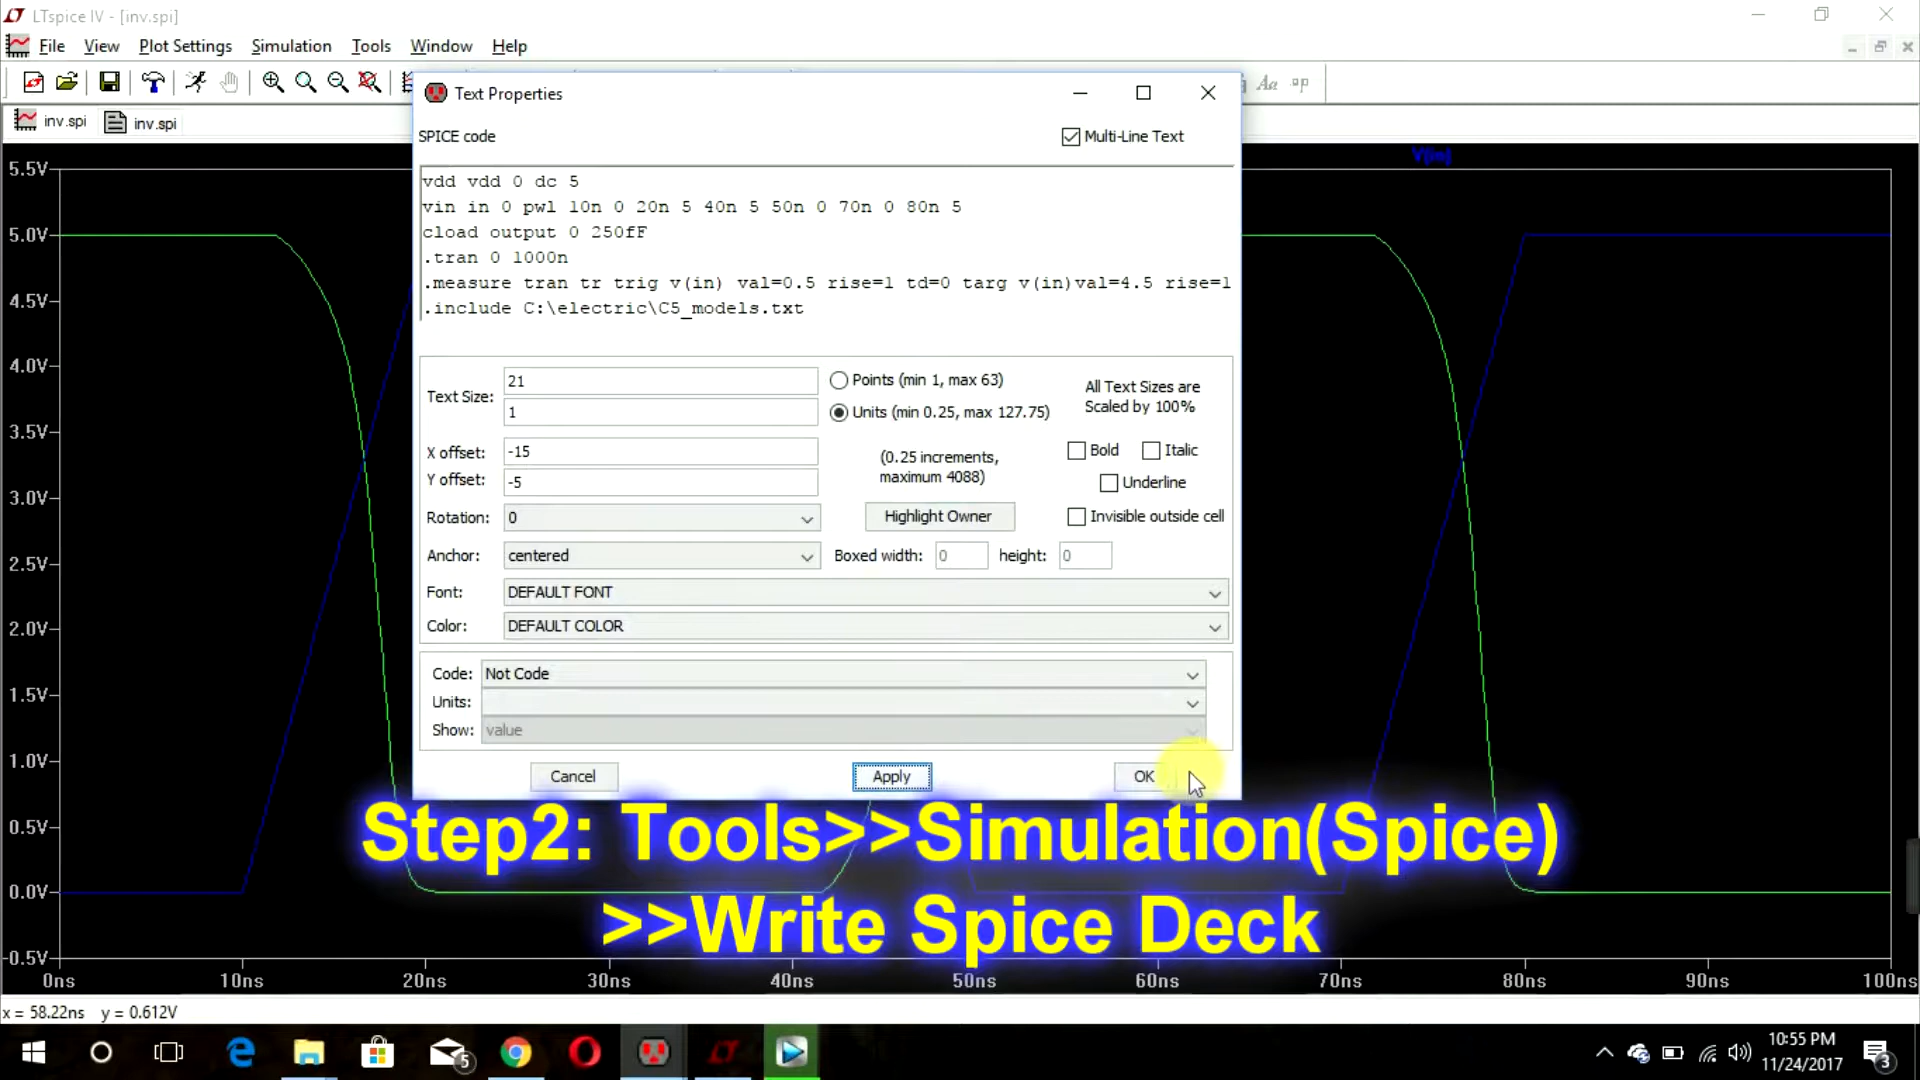 LTspice IV - [inv.spi]
File View Plot Settings Simulation Tools Window Help
Text Properties
inv.spi inv.spi
SPICE code
Multi-Line Text
V[in]
vdd vdd 0 dc 5
vin in 0 pwl 10n 0 20n 5 40n 5 50n 0 70n 0 80n 5
cload output 0 250fF
.tran 0 1000n
.measure tran tr trig v(in) val=0.5 rise=1 td=0 targ v(in)val=4.5 rise=1
.include C:\electric\C5_models.txt
Text Size:
21
1
Points (min 1, max 63)
Units (min 0.25, max 127.75)
All Text Sizes are
Scaled by 100%
X offset: -15
Y offset: -5
(0.25 increments,
maximum 4088)
Bold Italic
Underline
Rotation: 0
Highlight Owner
Invisible outside cell
Anchor: centered
Boxed width: 0 height: 0
Font: DEFAULT FONT
Color: DEFAULT COLOR
Code: Not Code
Units:
Show: value
Cancel Apply OK
5.5V
5.0V
4.5V
4.0V
3.5V
3.0V
2.5V
2.0V
1.5V
1.0V
0.5V
0.0V
-0.5V
0ns 10ns 20ns 30ns 40ns 50ns 60ns 70ns 80ns 90ns 100ns
Step2: Tools>>Simulation(Spice)
>>Write Spice Deck
x = 58.22ns y = 0.612V
5
10:55 PM
11/24/2017
3